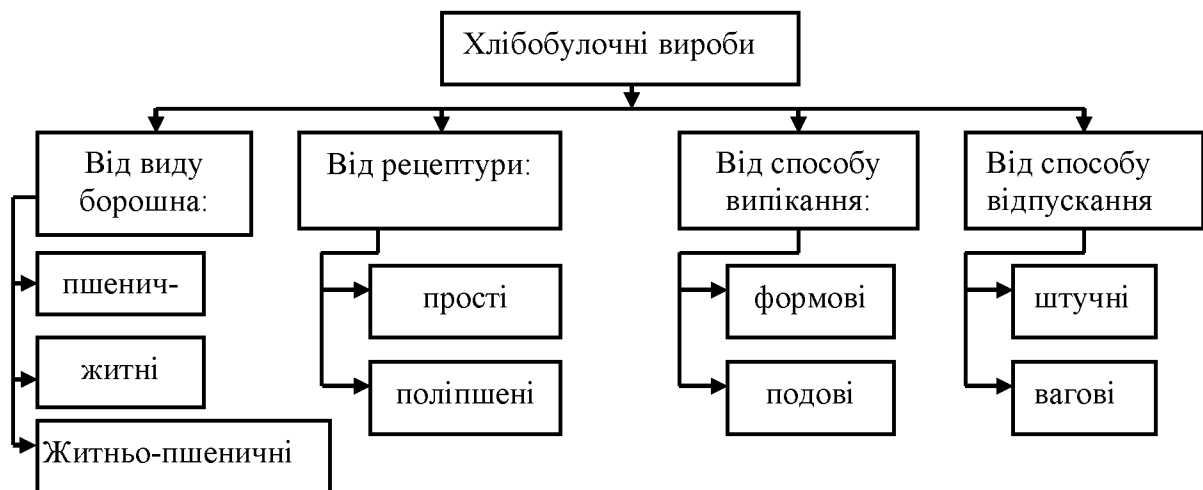 Хлібобулочні вироби
Від виду
борошна:
пшенич-
житні
Житньо-пшеничні
Від рецептури:
прості
поліпшені
Від способу
випікання:
формові
подові
Від способу
відпускання
штучні
вагові